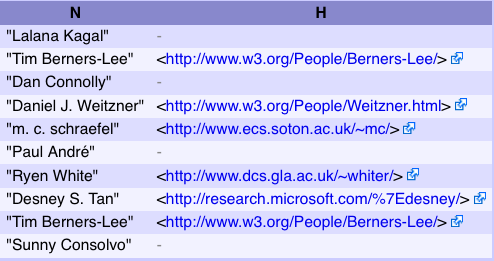 N H
"Lalana Kagal" -
"Tim Berners-Lee" <http://www.w3.org/People/Berners-Lee/>
"Dan Connolly" -
"Daniel J. Weitzner" <http://www.w3.org/People/Weitzner.html>
"m. c. schraefel" <http://www.ecs.soton.ac.uk/~mc/>
"Paul André" -
"Ryen White" <http://www.dcs.gla.ac.uk/~whiter/>
"Desney S. Tan" <http://research.microsoft.com/%7Edesney/>
"Tim Berners-Lee" <http://www.w3.org/People/Berners-Lee/>
"Sunny Consolvo" -